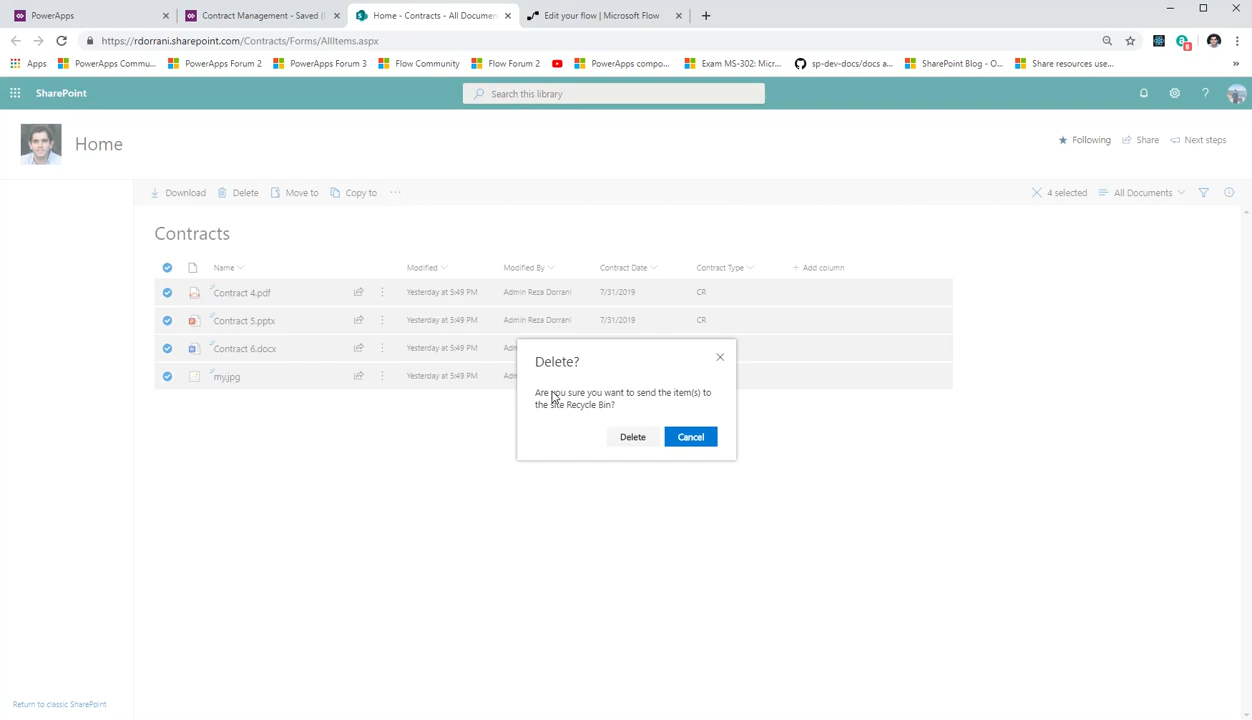 PowerApps
Contract Management - Saved (
Home - Contracts - All Documen
Edit your flow | Microsoft Flow
https://rdorrani.sharepoint.com/Contracts/Forms/AllItems.aspx
Apps
PowerApps Commu...
PowerApps Forum 2
PowerApps Forum 3
Flow Community
Flow Forum 2
PowerApps compo...
Exam MS-302: Micr...
sp-dev-docs/docs a...
SharePoint Blog - O...
Share resources use...
SharePoint
Search this library
Home
Following
Share
Next steps
Download
Delete
Move to
Copy to
4 selected
All Documents
Contracts
Name
Modified
Modified By
Contract Date
Contract Type
Add column
Contract 4.pdf
Yesterday at 5:49 PM
Admin Reza Dorrani
7/31/2019
CR
Contract 5.pptx
Yesterday at 5:49 PM
Admin Reza Dorrani
7/31/2019
CR
Contract 6.docx
Yesterday at 5:49 PM
my.jpg
Yesterday at 5:49 PM
Delete?
Are you sure you want to send the item(s) to
the site Recycle Bin?
Delete
Cancel
Return to classic SharePoint